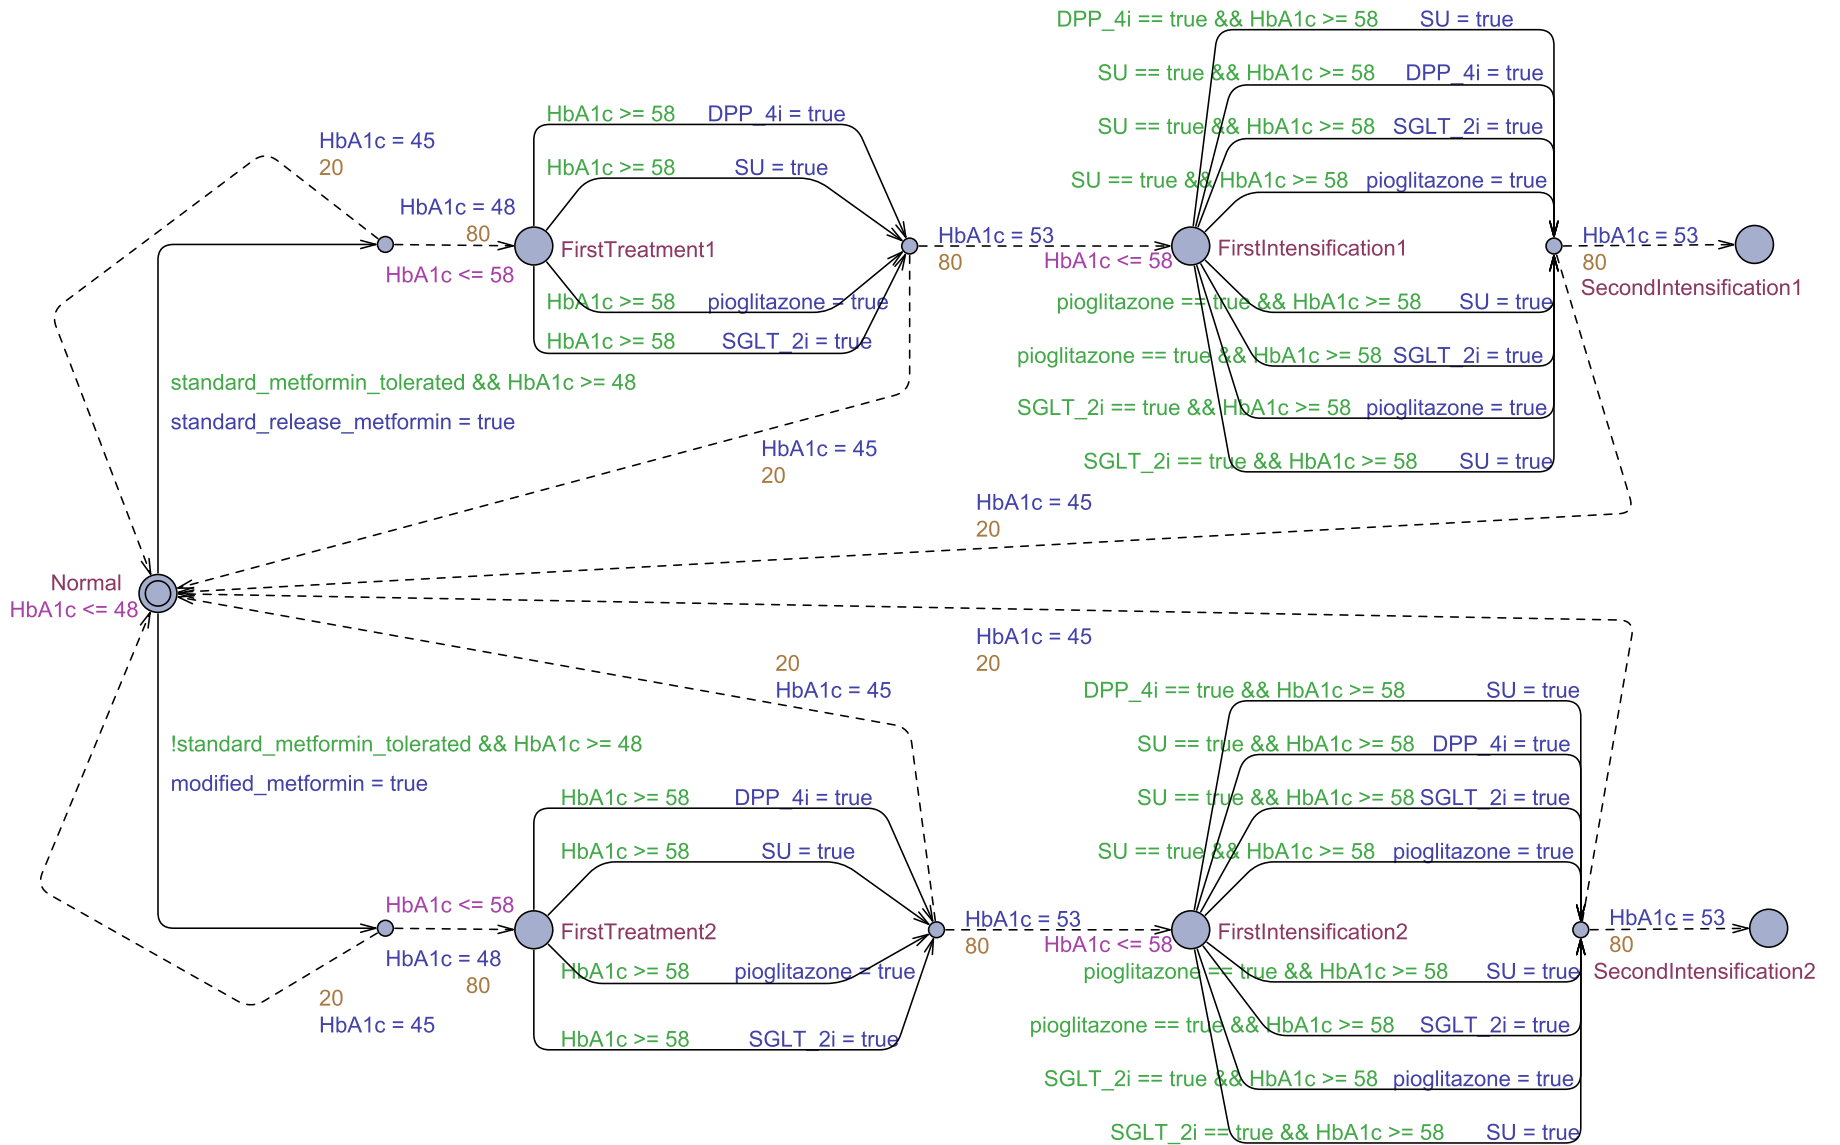 DPP_4i == true && HbA1c >= 58 SU = true
SU == true && HbA1c >= 58 DPP_4i = true
SU == true && HbA1c >= 58 SGLT_2i = true
SU == true && HbA1c >= 58 pioglitazone = true
HbA1c >= 58 DPP_4i = true
HbA1c = 45
20
HbA1c >= 58 SU = true
HbA1c = 48
80
HbA1c <= 58
FirstTreatment1
HbA1c = 53
80
HbA1c <= 58
FirstIntensification1
HbA1c = 53
80
SecondIntensification1
HbA1c >= 58 pioglitazone = true
HbA1c >= 58 SGLT_2i = true
pioglitazone == true && HbA1c >= 58 SU = true
pioglitazone == true && HbA1c >= 58 SGLT_2i = true
SGLT_2i == true && HbA1c >= 58 pioglitazone = true
SGLT_2i == true && HbA1c >= 58 SU = true
standard_metformin_tolerated && HbA1c >= 48
standard_release_metformin = true
HbA1c = 45
20
HbA1c = 45
20
Normal
HbA1c <= 48
HbA1c = 45
20
20
HbA1c = 45
DPP_4i == true && HbA1c >= 58 SU = true
SU == true && HbA1c >= 58 DPP_4i = true
SU == true && HbA1c >= 58 SGLT_2i = true
SU == true && HbA1c >= 58 pioglitazone = true
!standard_metformin_tolerated && HbA1c >= 48
modified_metformin = true
HbA1c >= 58 DPP_4i = true
HbA1c >= 58 SU = true
HbA1c <= 58
FirstTreatment2
HbA1c = 48
80
HbA1c = 53
80
HbA1c <= 58
FirstIntensification2
HbA1c = 53
80
SecondIntensification2
HbA1c >= 58 pioglitazone = true
20
HbA1c = 45
HbA1c >= 58 SGLT_2i = true
pioglitazone == true && HbA1c >= 58 SU = true
pioglitazone == true && HbA1c >= 58 SGLT_2i = true
SGLT_2i == true && HbA1c >= 58 pioglitazone = true
SGLT_2i == true && HbA1c >= 58 SU = true